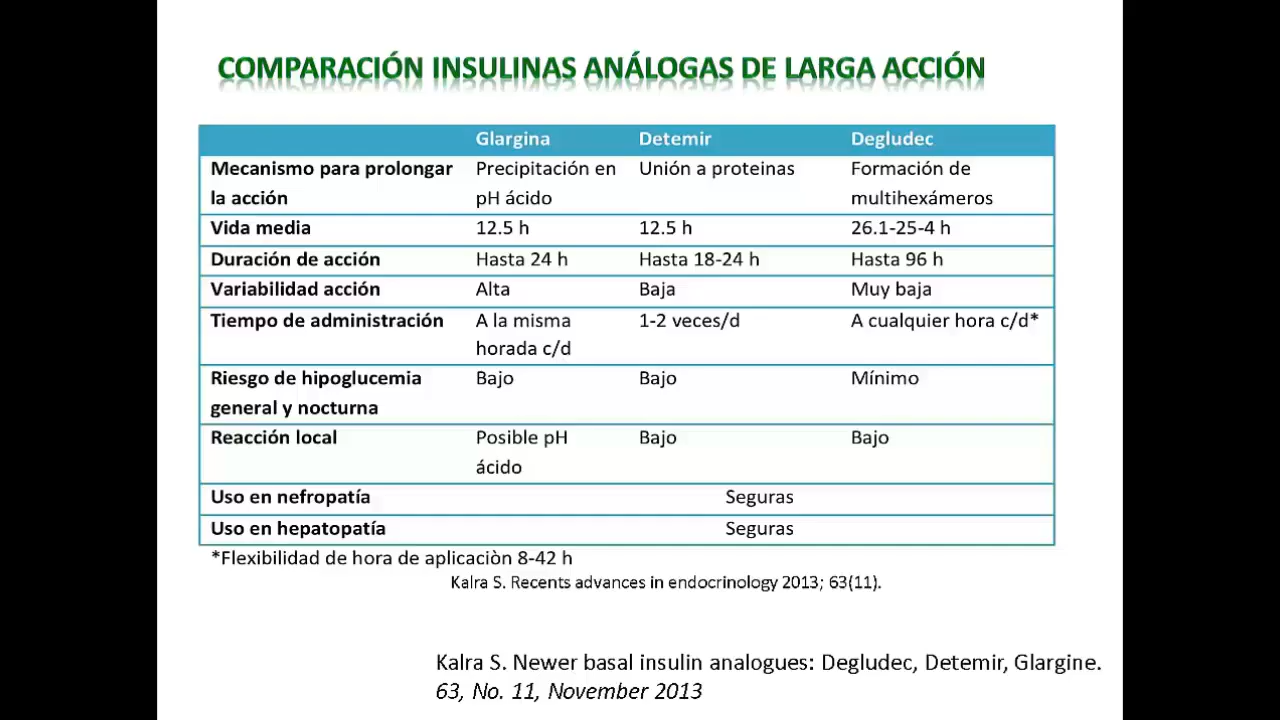 COMPARACIÓN INSULINAS ANÁLOGAS DE LARGA ACCIÓN
Glargina Detemir Degludec
Mecanismo para prolongar Precipitación en Unión a proteinas Formación de
la acción pH ácido multihexámeros
Vida media 12.5 h 12.5 h 26.1-25-4 h
Duración de acción Hasta 24 h Hasta 18-24 h Hasta 96 h
Variabilidad acción Alta Baja Muy baja
Tiempo de administración A la misma 1-2 veces/d A cualquier hora c/d*
horada c/d
Riesgo de hipoglucemia Bajo Bajo Mínimo
general y nocturna
Reacción local Posible pH Bajo Bajo
ácido
Uso en nefropatía Seguras
Uso en hepatopatía Seguras
*Flexibilidad de hora de aplicaciòn 8-42 h
Kalra S. Recents advances in endocrinology 2013; 63(11).
Kalra S. Newer basal insulin analogues: Degludec, Detemir, Glargine.
63, No. 11, November 2013